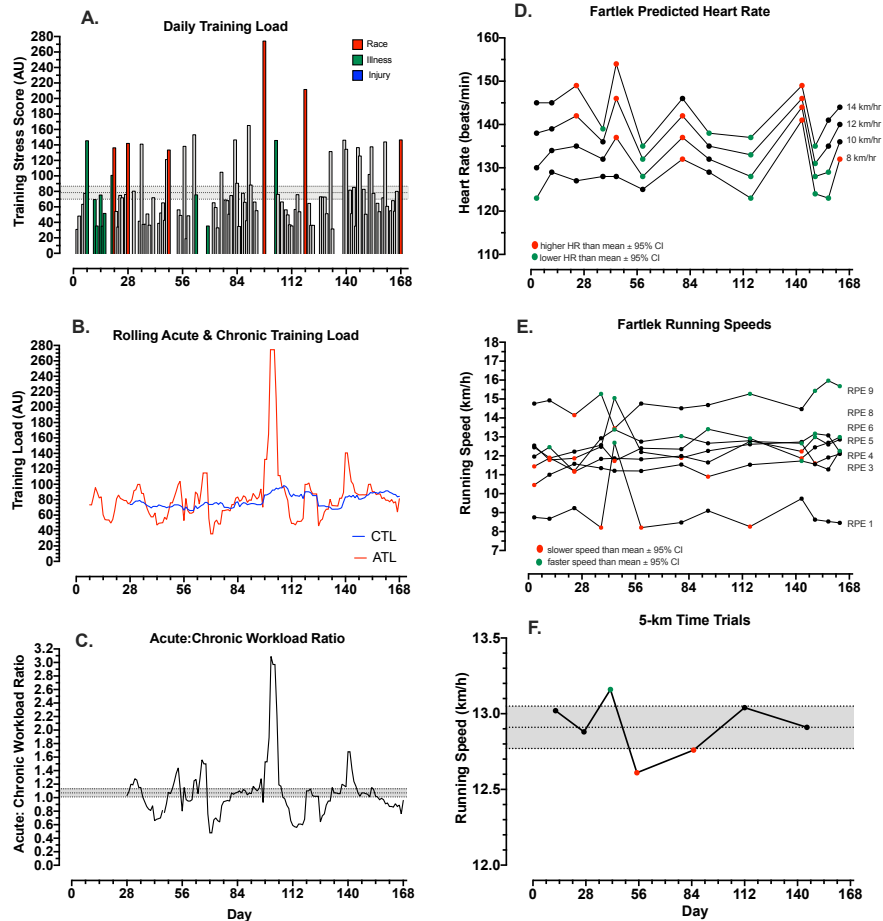 A.
Daily Training Load
Training Stress Score (AU)
280
260
240
220
200
180
160
140
120
100
80
60
40
20
0
Race
Illness
Injury
0 28 56 84 112 140 168
B.
Rolling Acute & Chronic Training Load
Training Load (AU)
280
260
240
220
200
180
160
140
120
100
80
60
40
20
0
CTL
ATL
0 28 56 84 112 140 168
C.
Acute:Chronic Workload Ratio
Acute: Chronic Workload Ratio
3.2
3.0
2.8
2.6
2.4
2.2
2.0
1.8
1.6
1.4
1.2
1.0
0.8
0.6
0.4
0.2
0.0
0 28 56 84 112 140 168
Day
D.
Fartlek Predicted Heart Rate
Heart Rate (beats/min)
160
150
140
130
120
110
14 km/hr
12 km/hr
10 km/hr
8 km/hr
higher HR than mean ± 95% CI
lower HR than mean ± 95% CI
0 28 56 84 112 140 168
E.
Fartlek Running Speeds
Running Speed (km/h)
18
17
16
15
14
13
12
11
10
9
8
7
RPE 9
RPE 8
RPE 6
RPE 5
RPE 4
RPE 3
RPE 1
slower speed than mean ± 95% CI
faster speed than mean ± 95% CI
0 28 56 84 112 140 168
F.
5-km Time Trials
Running Speed (km/h)
13.5
13.0
12.5
12.0
0 28 56 84 112 140 168
Day